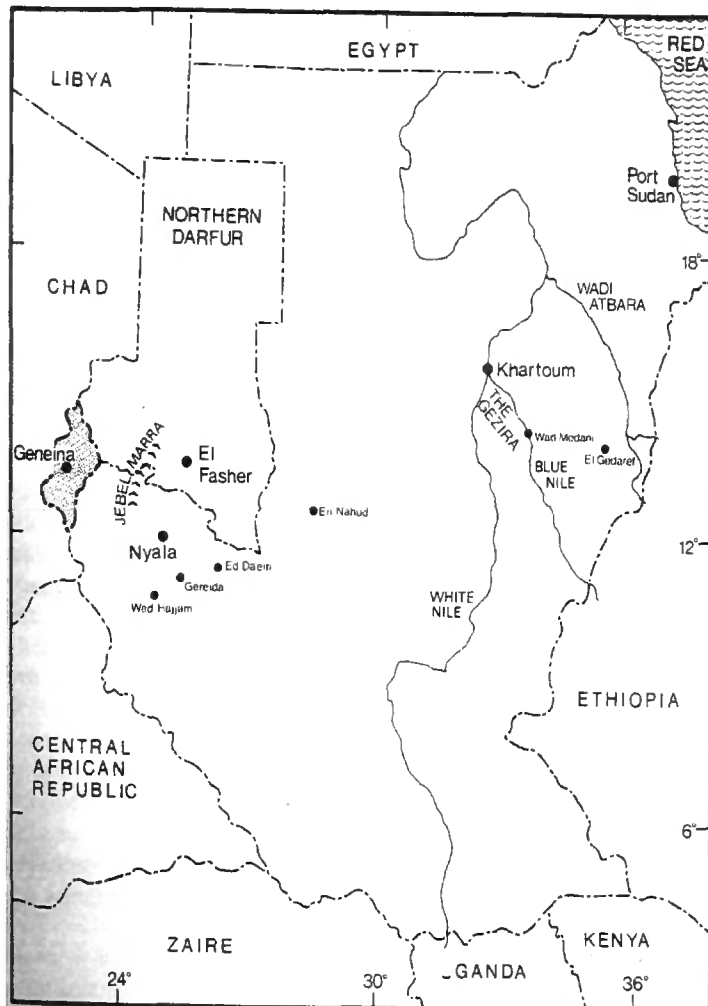 EGYPT
RED
SEA
LIBYA
Port
Sudan
NORTHERN
DARFUR
18°
CHAD
WADI
ATBARA
Khartoum
THE
GEZIRA
Wad Medani
El Gedaref
BLUE
NILE
Geneina
JEBEL MARRA
El
Fasher
En Nahud
Nyala
12°
Ed Daein
Gereida
Wad Hajjam
WHITE
NILE
ETHIOPIA
CENTRAL
AFRICAN
REPUBLIC
6°
ZAIRE
UGANDA
KENYA
24°
30°
36°